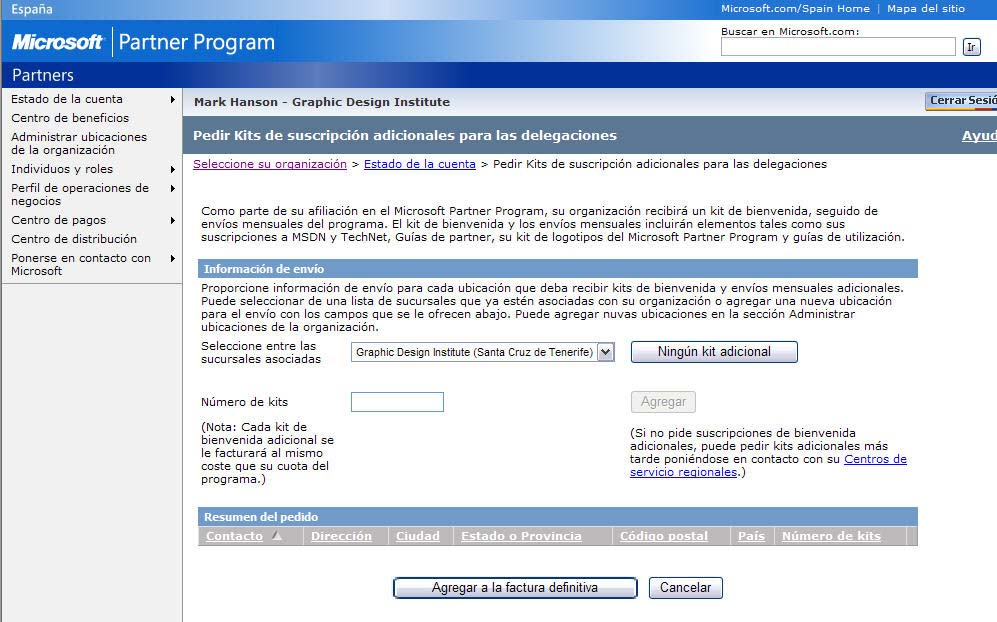 España
Microsoft.com/Spain Home | Mapa del sitio
Microsoft Partner Program
Buscar en Microsoft.com:
Ir
Partners
Estado de la cuenta
Centro de beneficios
Administrar ubicaciones
de la organización
Individuos y roles
Perfil de operaciones de
negocios
Centro de pagos
Centro de distribución
Ponerse en contacto con
Microsoft
Mark Hanson - Graphic Design Institute
Cerrar Sesió
Pedir Kits de suscripción adicionales para las delegaciones
Ayud
Seleccione su organización > Estado de la cuenta > Pedir Kits de suscripción adicionales para las delegaciones
Como parte de su afiliación en el Microsoft Partner Program, su organización recibirá un kit de bienvenida, seguido de
envíos mensuales del programa. El kit de bienvenida y los envíos mensuales incluirán elementos tales como sus
suscripciones a MSDN y TechNet, Guías de partner, su kit de logotipos del Microsoft Partner Program y guías de utilización.
Información de envío
Proporcione información de envío para cada ubicación que deba recibir kits de bienvenida y envíos mensuales adicionales.
Puede seleccionar de una lista de sucursales que ya estén asociadas con su organización o agregar una nueva ubicación
para el envío con los campos que se le ofrecen abajo. Puede agregar nuvas ubicaciones en la sección Administrar
ubicaciones de la organización.
Seleccione entre las
sucursales asociadas
Graphic Design Institute (Santa Cruz de Tenerife)
Ningún kit adicional
Número de kits
Agregar
(Nota: Cada kit de
bienvenida adicional se
le facturará al mismo
coste que su cuota del
programa.)
(Si no pide suscripciones de bienvenida
adicionales, puede pedir kits adicionales más
tarde poniéndose en contacto con su Centros de
servicio regionales.)
Resumen del pedido
Contacto Dirección Ciudad Estado o Provincia Código postal País Número de kits
Agregar a la factura definitiva
Cancelar